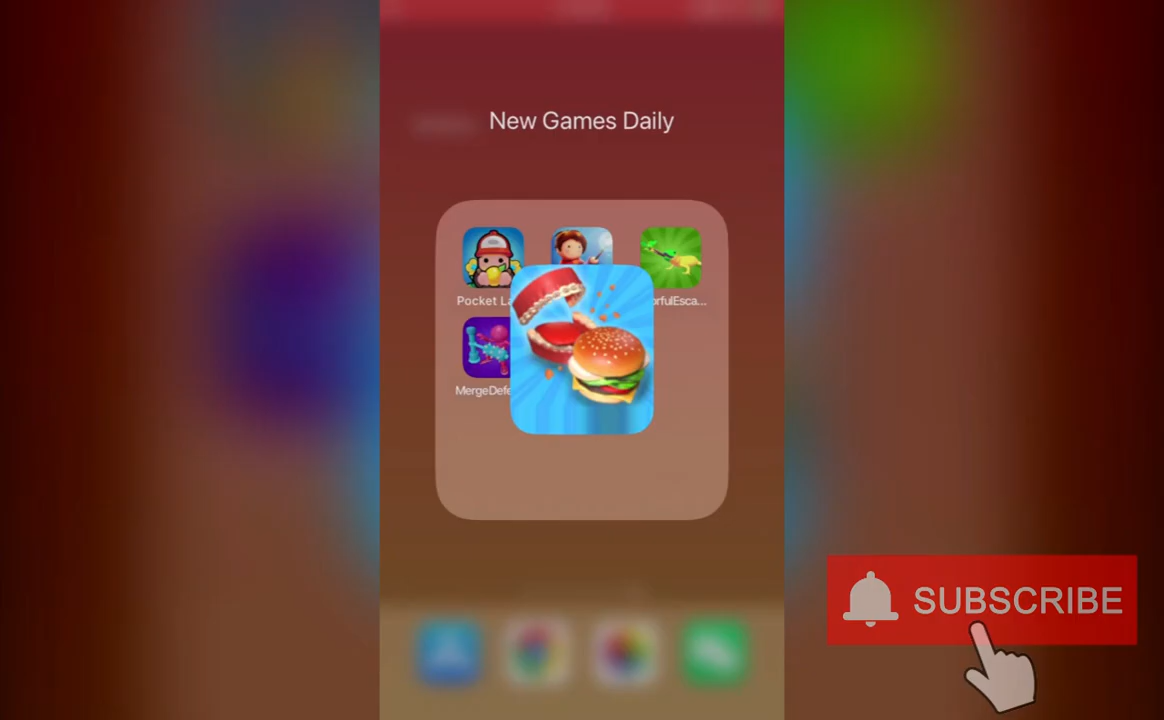 New Games Daily
Pocket La
orfulEsca...
MergeDefe
SUBSCRIBE